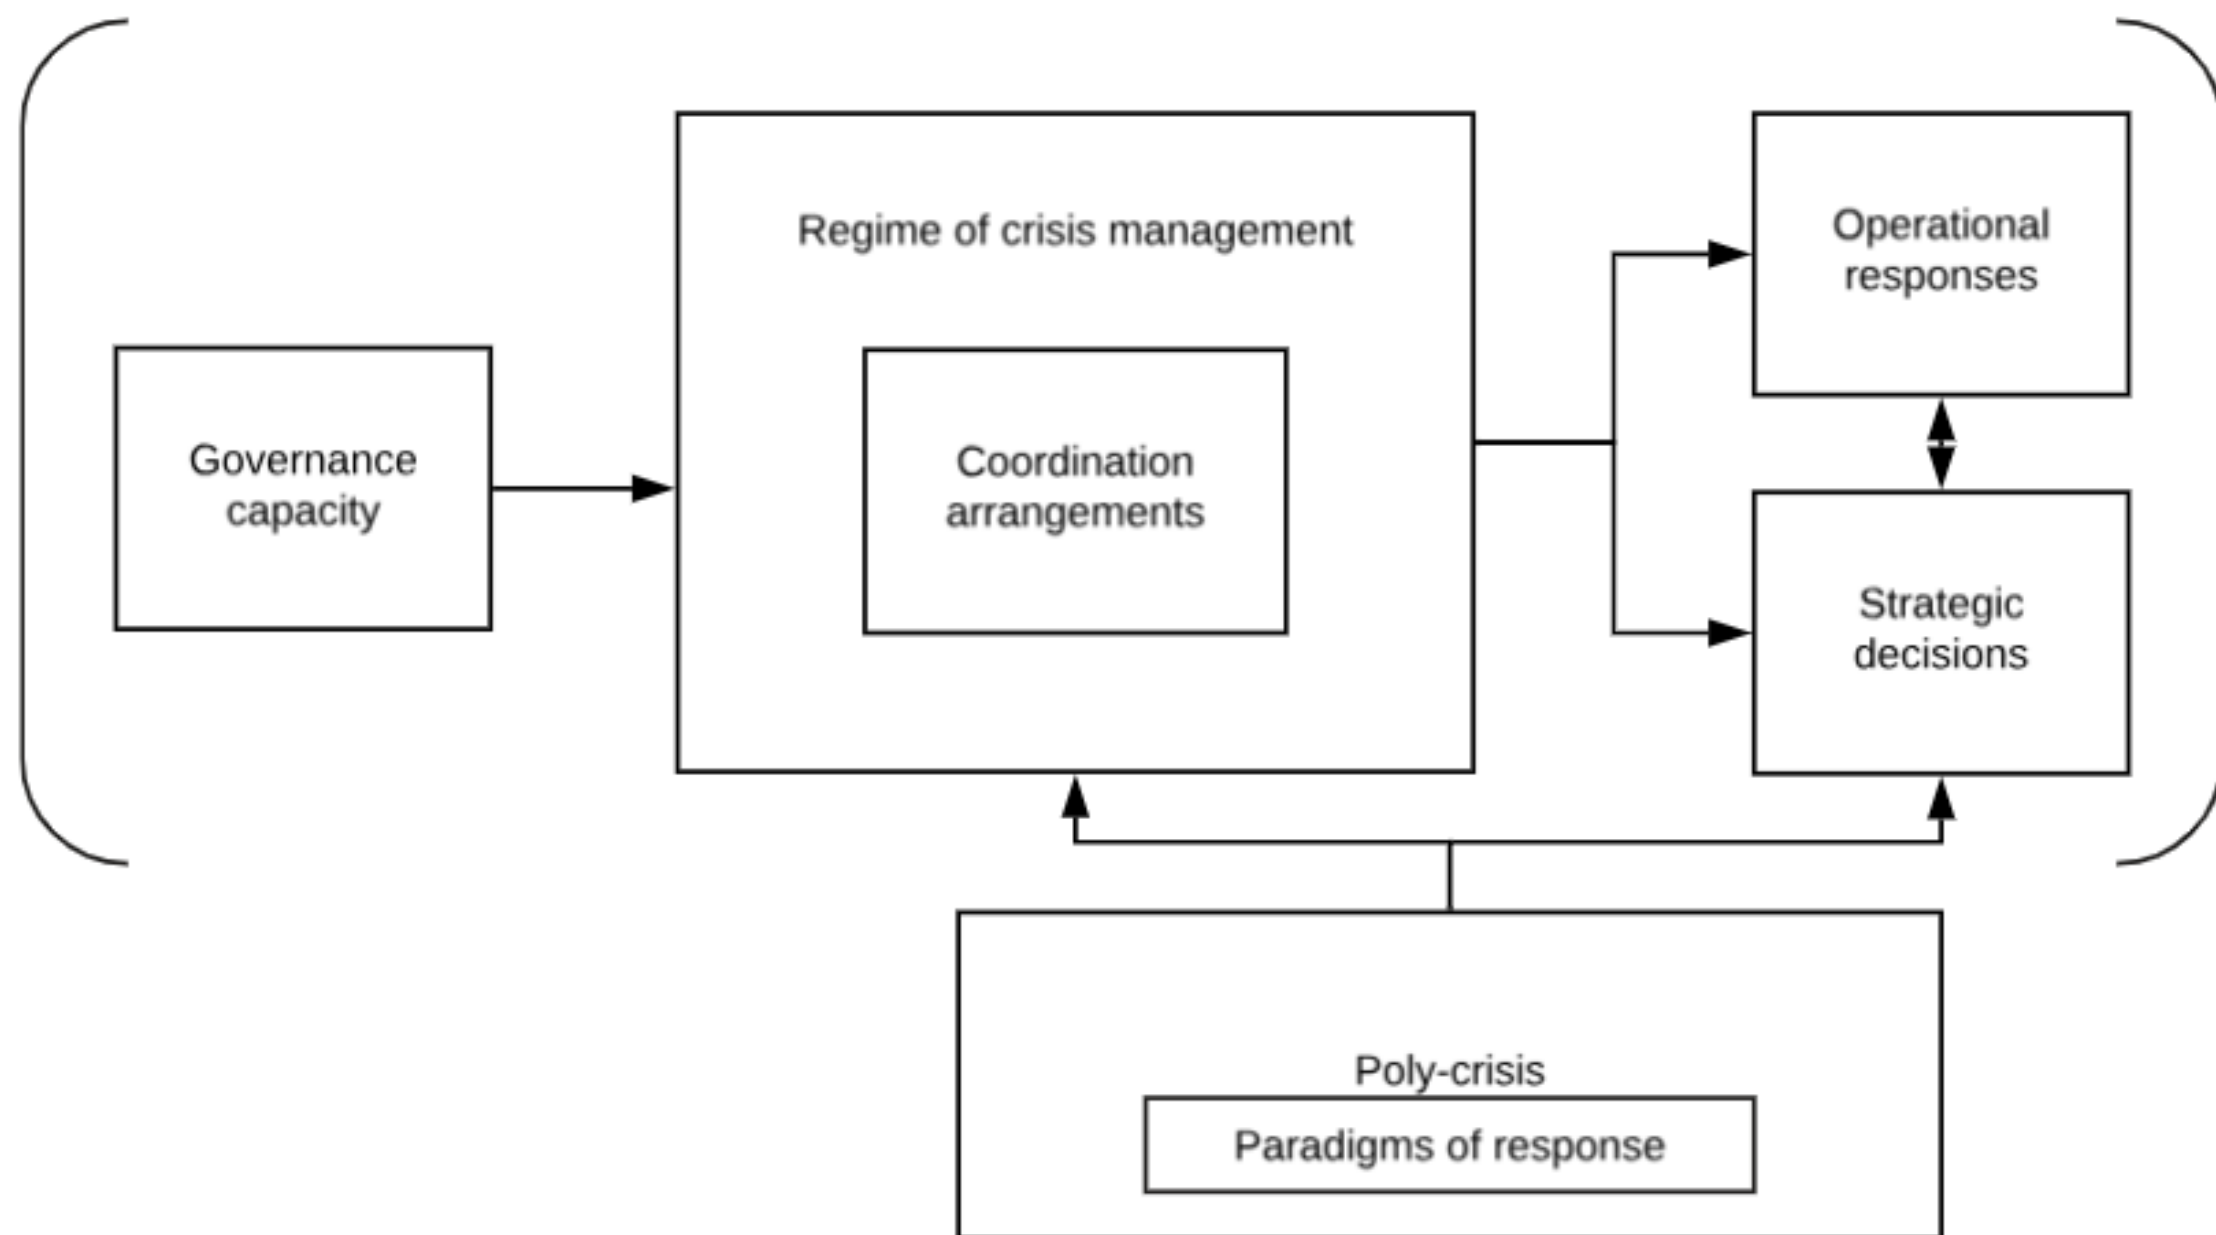 Regime of crisis management
Operational
responses
Governance
capacity
Coordination
arrangements
Strategic
decisions
Poly-crisis
Paradigms of response